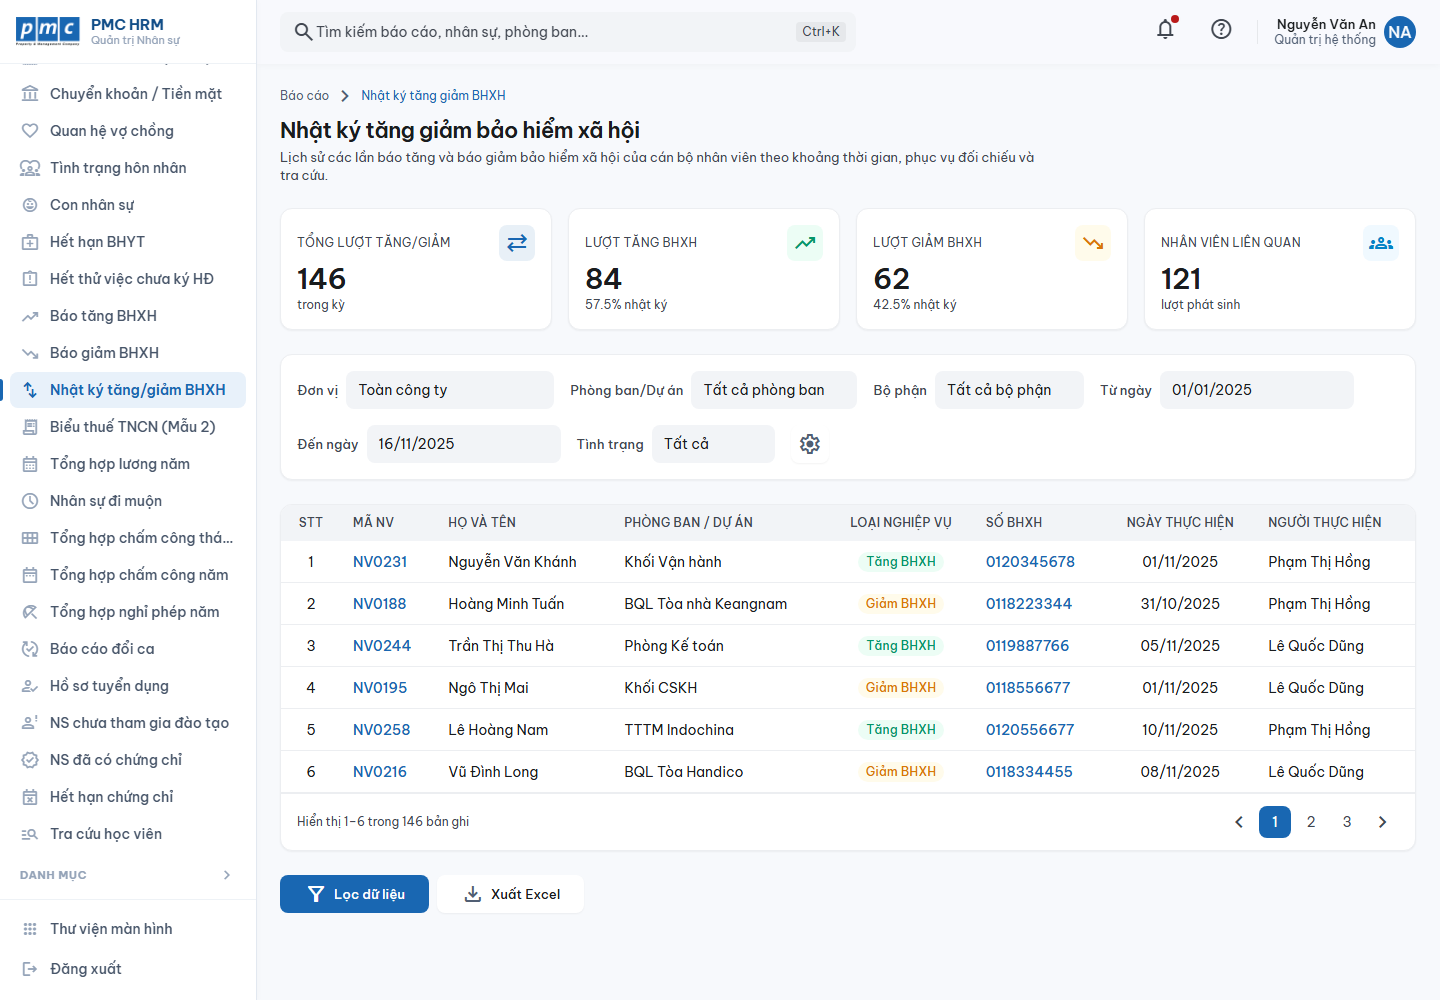 pmc
Property & Management Company
PMC HRM
Quản trị Nhân sự
Tìm kiếm báo cáo, nhân sự, phòng ban...
Ctrl+K
Nguyễn Văn An
Quản trị hệ thống
NA
Chuyển khoản / Tiền mặt
Quan hệ vợ chồng
Tình trạng hôn nhân
Con nhân sự
Hết hạn BHYT
Hết thử việc chưa ký HĐ
Báo tăng BHXH
Báo giảm BHXH
Nhật ký tăng/giảm BHXH
Biểu thuế TNCN (Mẫu 2)
Tổng hợp lương năm
Nhân sự đi muộn
Tổng hợp chấm công thá...
Tổng hợp chấm công năm
Tổng hợp nghỉ phép năm
Báo cáo đổi ca
Hồ sơ tuyển dụng
NS chưa tham gia đào tạo
NS đã có chứng chỉ
Hết hạn chứng chỉ
Tra cứu học viên
DANH MỤC
Thư viện màn hình
Đăng xuất
Báo cáo
Nhật ký tăng giảm BHXH
Nhật ký tăng giảm bảo hiểm xã hội
Lịch sử các lần báo tăng và báo giảm bảo hiểm xã hội của cán bộ nhân viên theo khoảng thời gian, phục vụ đối chiếu và
tra cứu.
TỔNG LƯỢT TĂNG/GIẢM
146
trong kỳ
LƯỢT TĂNG BHXH
84
57.5% nhật ký
LƯỢT GIẢM BHXH
62
42.5% nhật ký
NHÂN VIÊN LIÊN QUAN
121
lượt phát sinh
Đơn vị Toàn công ty Phòng ban/Dự án Tất cả phòng ban Bộ phận Tất cả bộ phận Từ ngày 01/01/2025
Đến ngày 16/11/2025 Tình trạng Tất cả
STT MÃ NV HỌ VÀ TÊN PHÒNG BAN / DỰ ÁN LOẠI NGHIỆP VỤ SỐ BHXH NGÀY THỰC HIỆN NGƯỜI THỰC HIỆN
1 NV0231 Nguyễn Văn Khánh Khối Vận hành Tăng BHXH 0120345678 01/11/2025 Phạm Thị Hồng
2 NV0188 Hoàng Minh Tuấn BQL Tòa nhà Keangnam Giảm BHXH 0118223344 31/10/2025 Phạm Thị Hồng
3 NV0244 Trần Thị Thu Hà Phòng Kế toán Tăng BHXH 0119887766 05/11/2025 Lê Quốc Dũng
4 NV0195 Ngô Thị Mai Khối CSKH Giảm BHXH 0118556677 01/11/2025 Lê Quốc Dũng
5 NV0258 Lê Hoàng Nam TTTM Indochina Tăng BHXH 0120556677 10/11/2025 Phạm Thị Hồng
6 NV0216 Vũ Đình Long BQL Tòa Handico Giảm BHXH 0118334455 08/11/2025 Lê Quốc Dũng
Hiển thị 1–6 trong 146 bản ghi
1 2 3
Lọc dữ liệu
Xuất Excel